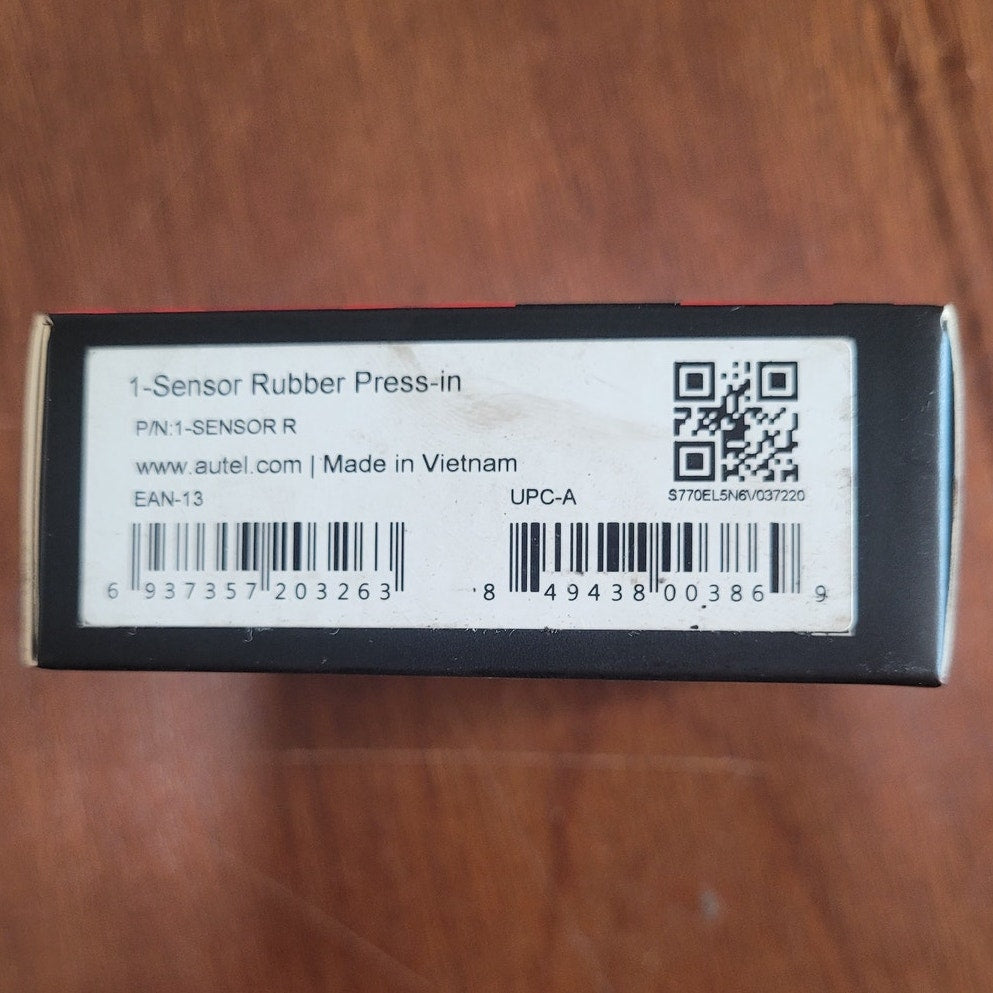 1-Sensor Rubber Press-in
P/N:1-SENSOR R
www.autel.com | Made in Vietnam
EAN-13
UPC-A
S770EL5N6V037220
6 937357 203263
8 49438 00386 9